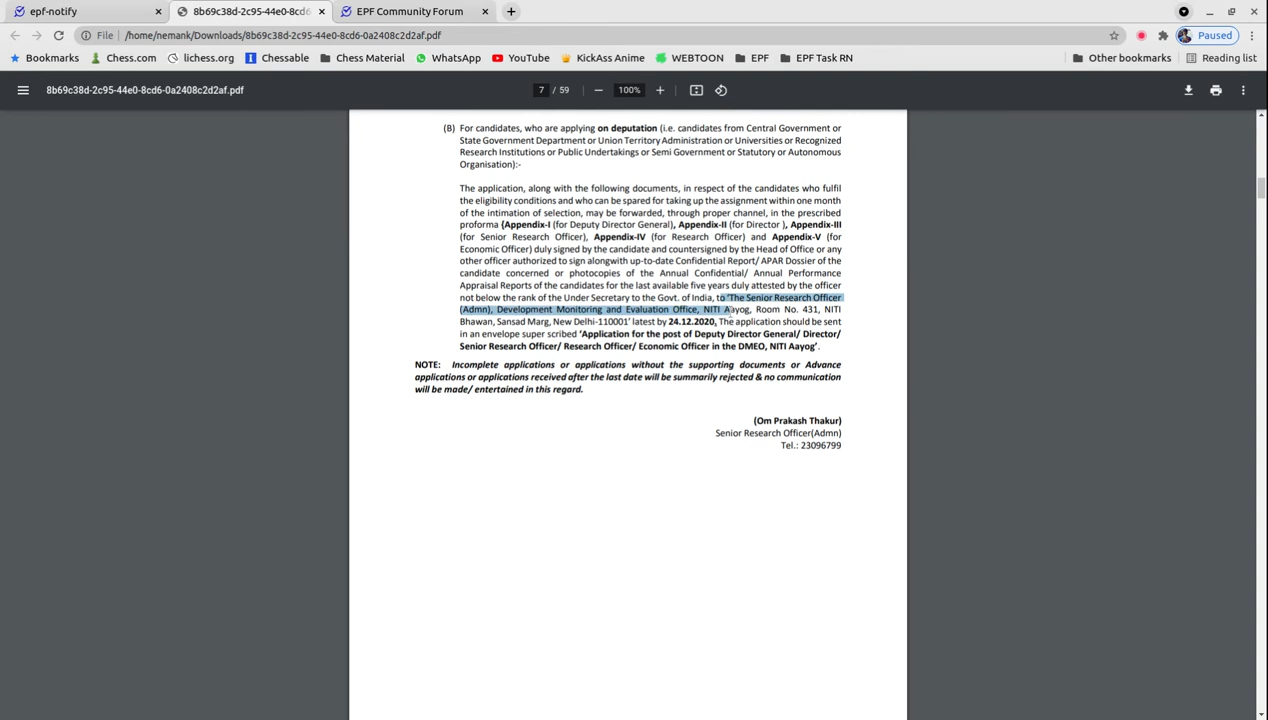 epf-notify
8b69c38d-2c95-44e0-8cd6
EPF Community Forum
File
/home/nemank/Downloads/8b69c38d-2c95-44e0-8cd6-0a2408c2d2af.pdf
Paused
Bookmarks
Chess.com
lichess.org
Chessable
Chess Material
WhatsApp
YouTube
KickAss Anime
WEBTOON
EPF
EPF Task RN
Other bookmarks
Reading list
8b69c38d-2c95-44e0-8cd6-0a2408c2d2af.pdf
7 / 59
100%
(B) For candidates, who are applying on deputation (i.e. candidates from Central Government or
State Government Department or Union Territory Administration or Universities or Recognized
Research Institutions or Public Undertakings or Semi Government or Statutory or Autonomous
Organisation):-
The application, along with the following documents, in respect of the candidates who fulfil
the eligibility conditions and who can be spared for taking up the assignment within one month
of the intimation of selection, may be forwarded, through proper channel, in the prescribed
proforma {Appendix-I (for Deputy Director General), Appendix-II (for Director ), Appendix-III
(for Senior Research Officer), Appendix-IV (for Research Officer) and Appendix-V (for
Economic Officer) duly signed by the candidate and countersigned by the Head of Office or any
other officer authorized to sign alongwith up-to-date Confidential Report/ APAR Dossier of the
candidate concerned or photocopies of the Annual Confidential/ Annual Performance
Appraisal Reports of the candidates for the last available five years duly attested by the officer
not below the rank of the Under Secretary to the Govt. of India, to 'The Senior Research Officer
(Admn), Development Monitoring and Evaluation Office, NITI Aayog, Room No. 431, NITI
Bhawan, Sansad Marg, New Delhi-110001' latest by 24.12.2020. The application should be sent
in an envelope super scribed 'Application for the post of Deputy Director General/ Director/
Senior Research Officer/ Research Officer/ Economic Officer in the DMEO, NITI Aayog'.
NOTE: Incomplete applications or applications without the supporting documents or Advance
applications or applications received after the last date will be summarily rejected & no communication
will be made/ entertained in this regard.
(Om Prakash Thakur)
Senior Research Officer(Admn)
Tel.: 23096799